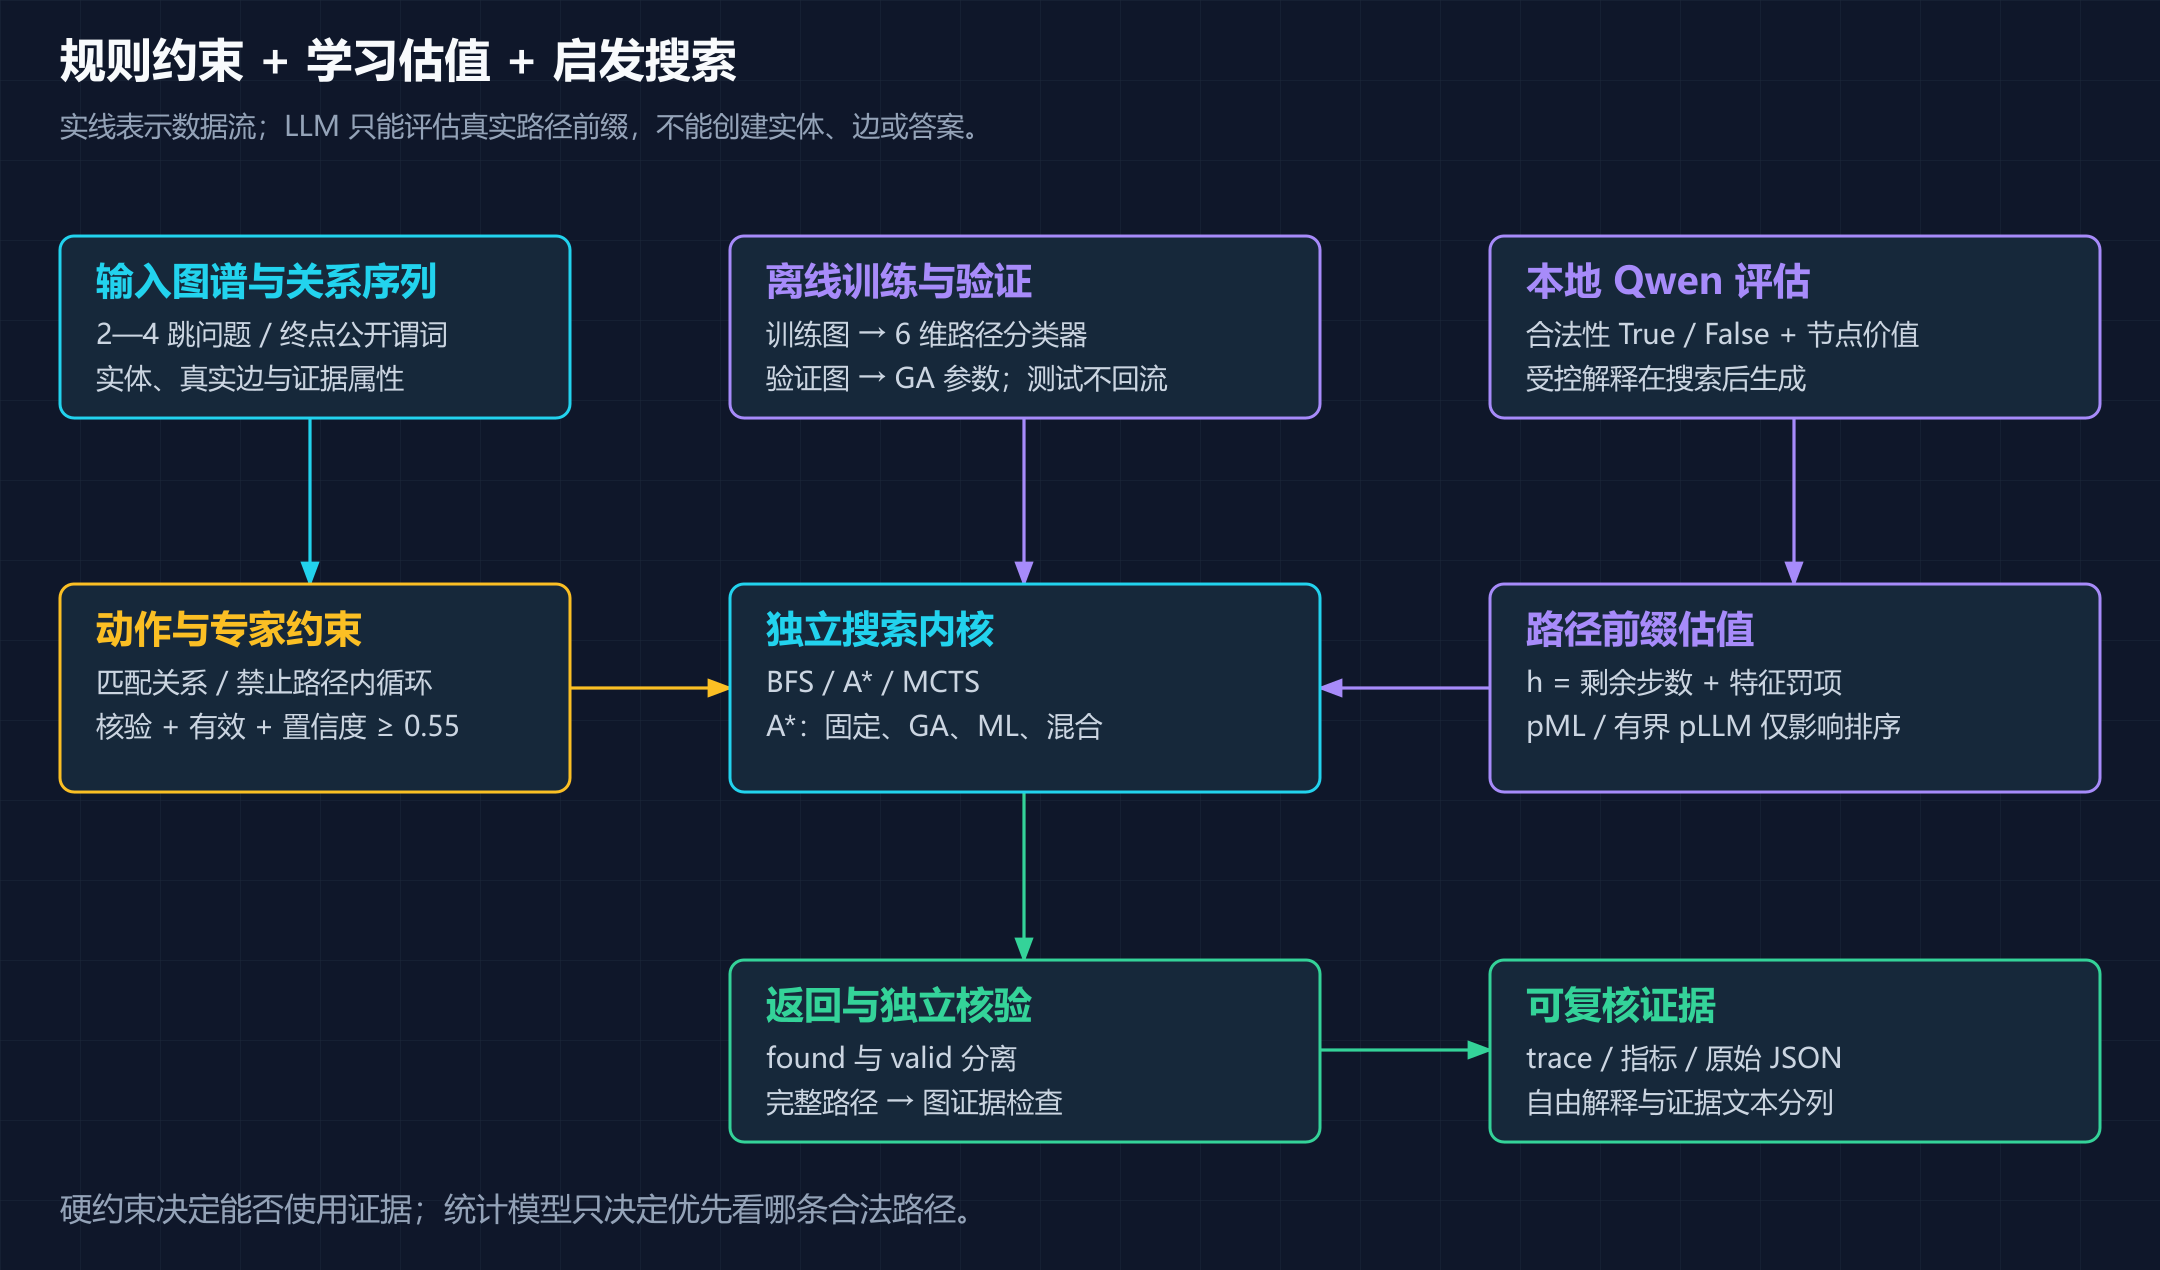 规则约束 + 学习估值 + 启发搜索
实线表示数据流；LLM 只能评估真实路径前缀，不能创建实体、边或答案。
输入图谱与关系序列
2—4 跳问题 / 终点公开谓词
实体、真实边与证据属性
离线训练与验证
训练图 → 6 维路径分类器
验证图 → GA 参数；测试不回流
本地 Qwen 评估
合法性 True / False + 节点价值
受控解释在搜索后生成
动作与专家约束
匹配关系 / 禁止路径内循环
核验 + 有效 + 置信度 ≥ 0.55
独立搜索内核
BFS / A* / MCTS
A*：固定、GA、ML、混合
路径前缀估值
h = 剩余步数 + 特征罚项
pML / 有界 pLLM 仅影响排序
返回与独立核验
found 与 valid 分离
完整路径 → 图证据检查
可复核证据
trace / 指标 / 原始 JSON
自由解释与证据文本分列
硬约束决定能否使用证据；统计模型只决定优先看哪条合法路径。